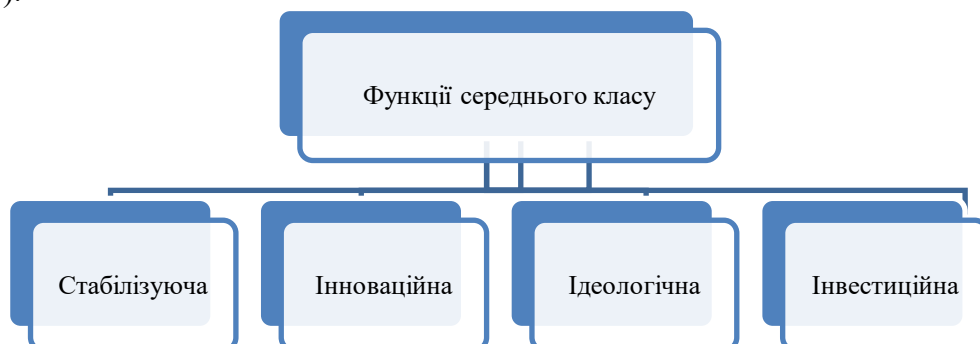 ).
Функції середнього класу
Стабілізуюча
Інноваційна
Ідеологічна
Інвестиційна